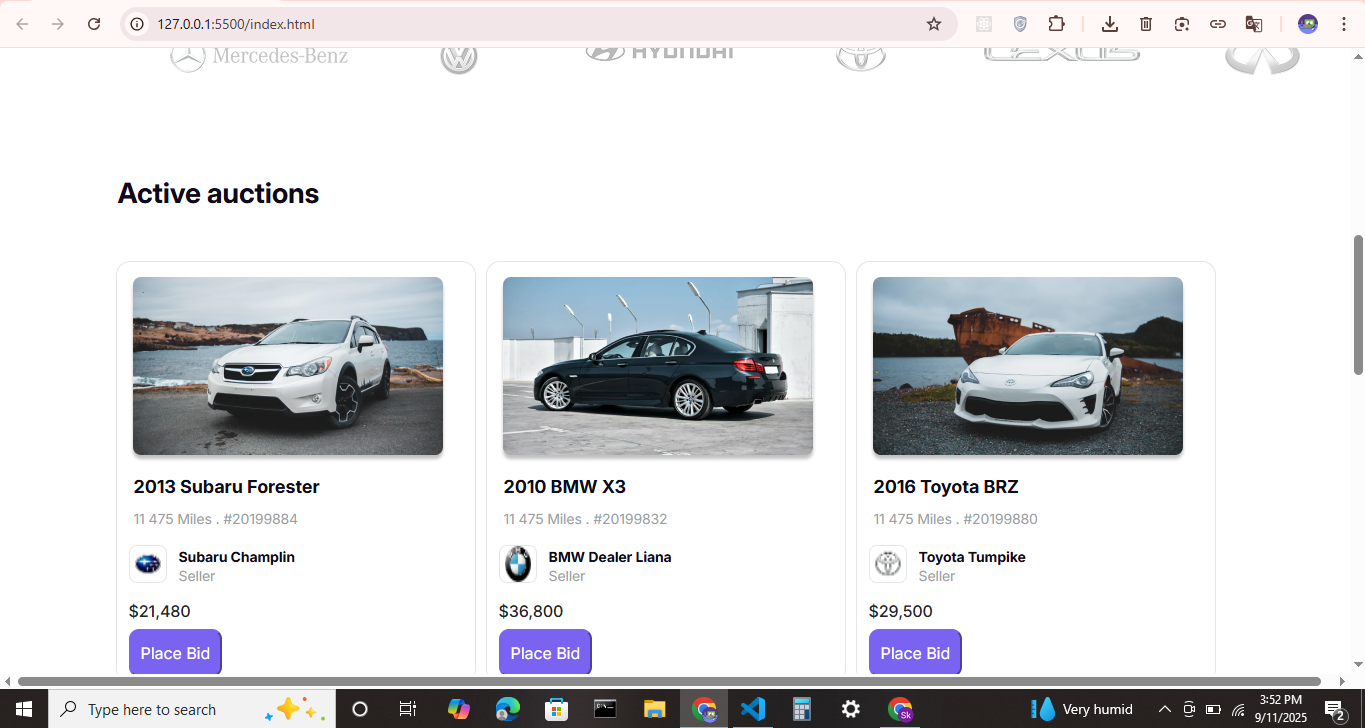 127.0.0.1:5500/index.html
Mercedes-Benz
HYUNDAI
LEXUS
Active auctions
2013 Subaru Forester
11 475 Miles . #20199884
Subaru Champlin
Seller
$21,480
Place Bid
2010 BMW X3
11 475 Miles . #20199832
BMW Dealer Liana
Seller
$36,800
Place Bid
2016 Toyota BRZ
11 475 Miles . #20199880
Toyota Tumpike
Seller
$29,500
Place Bid
Type here to search
Sk
Very humid
3:52 PM
9/11/2025
2